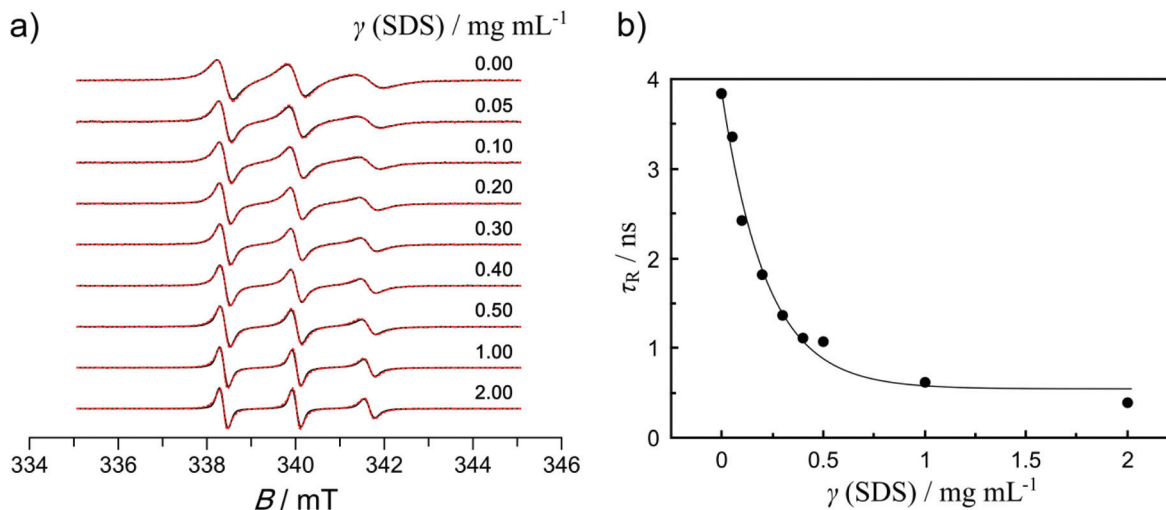 a)
γ (SDS) / mg mL⁻¹
0.00
0.05
0.10
0.20
0.30
0.40
0.50
1.00
2.00
334 336 338 340 342 344 346
B / mT
b)
4
3
2
1
0
τR / ns
0 0.5 1 1.5 2
γ (SDS) / mg mL⁻¹